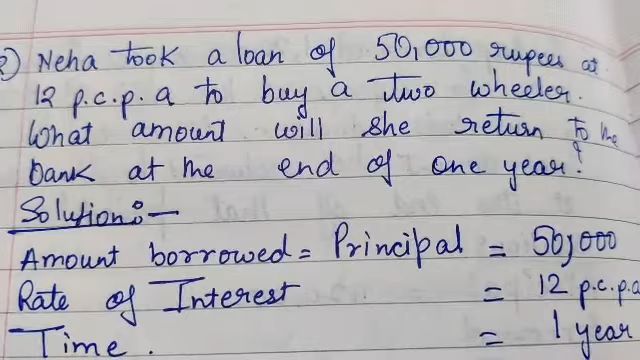 2) Neha took a loan of 50,000 rupees at
12 p.c.p.a to buy a two wheeler.
What amount will she return to the
bank at the end of one year?
Solution:-
Amount borrowed = Principal = 50,000
Rate of Interest = 12 p.c.p.a
Time. = 1 year